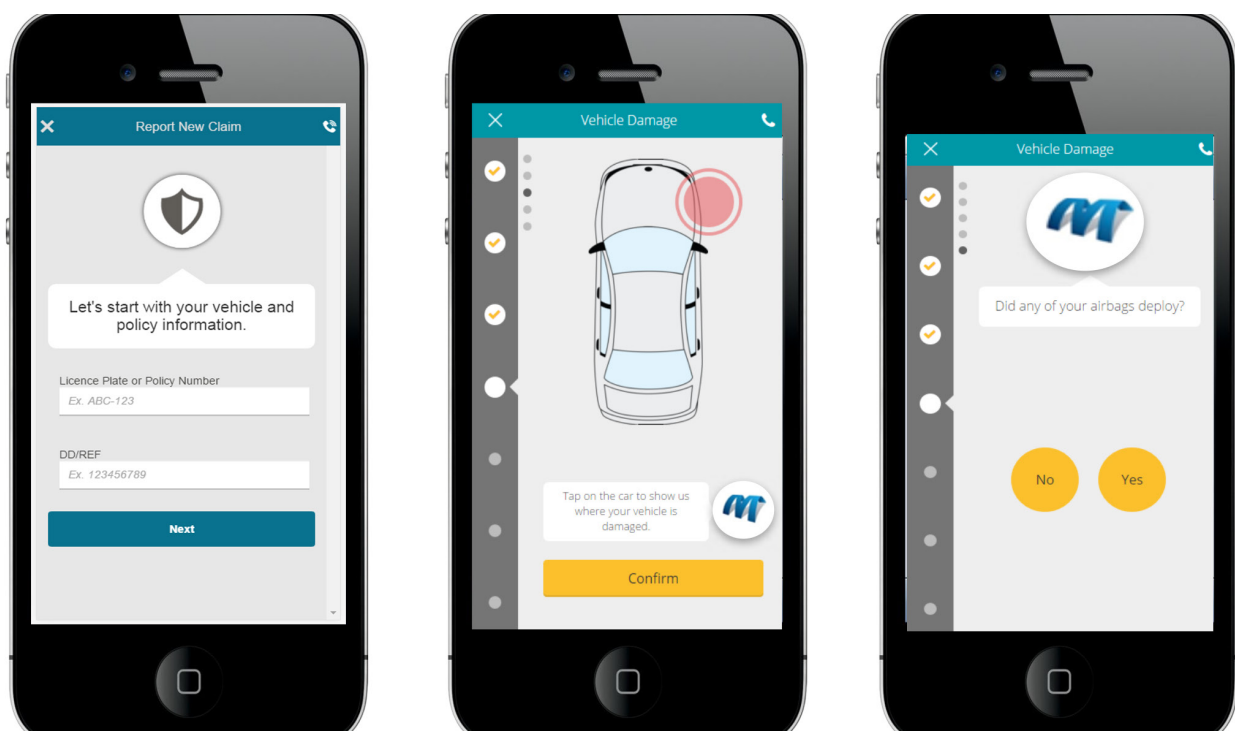 Report New Claim
Let's start with your vehicle and
policy information.
Licence Plate or Policy Number
Ex. ABC-123
DD/REF
Ex. 123456789
Next
Vehicle Damage
Tap on the car to show us
where your vehicle is
damaged.
Confirm
Vehicle Damage
Did any of your airbags deploy?
No Yes